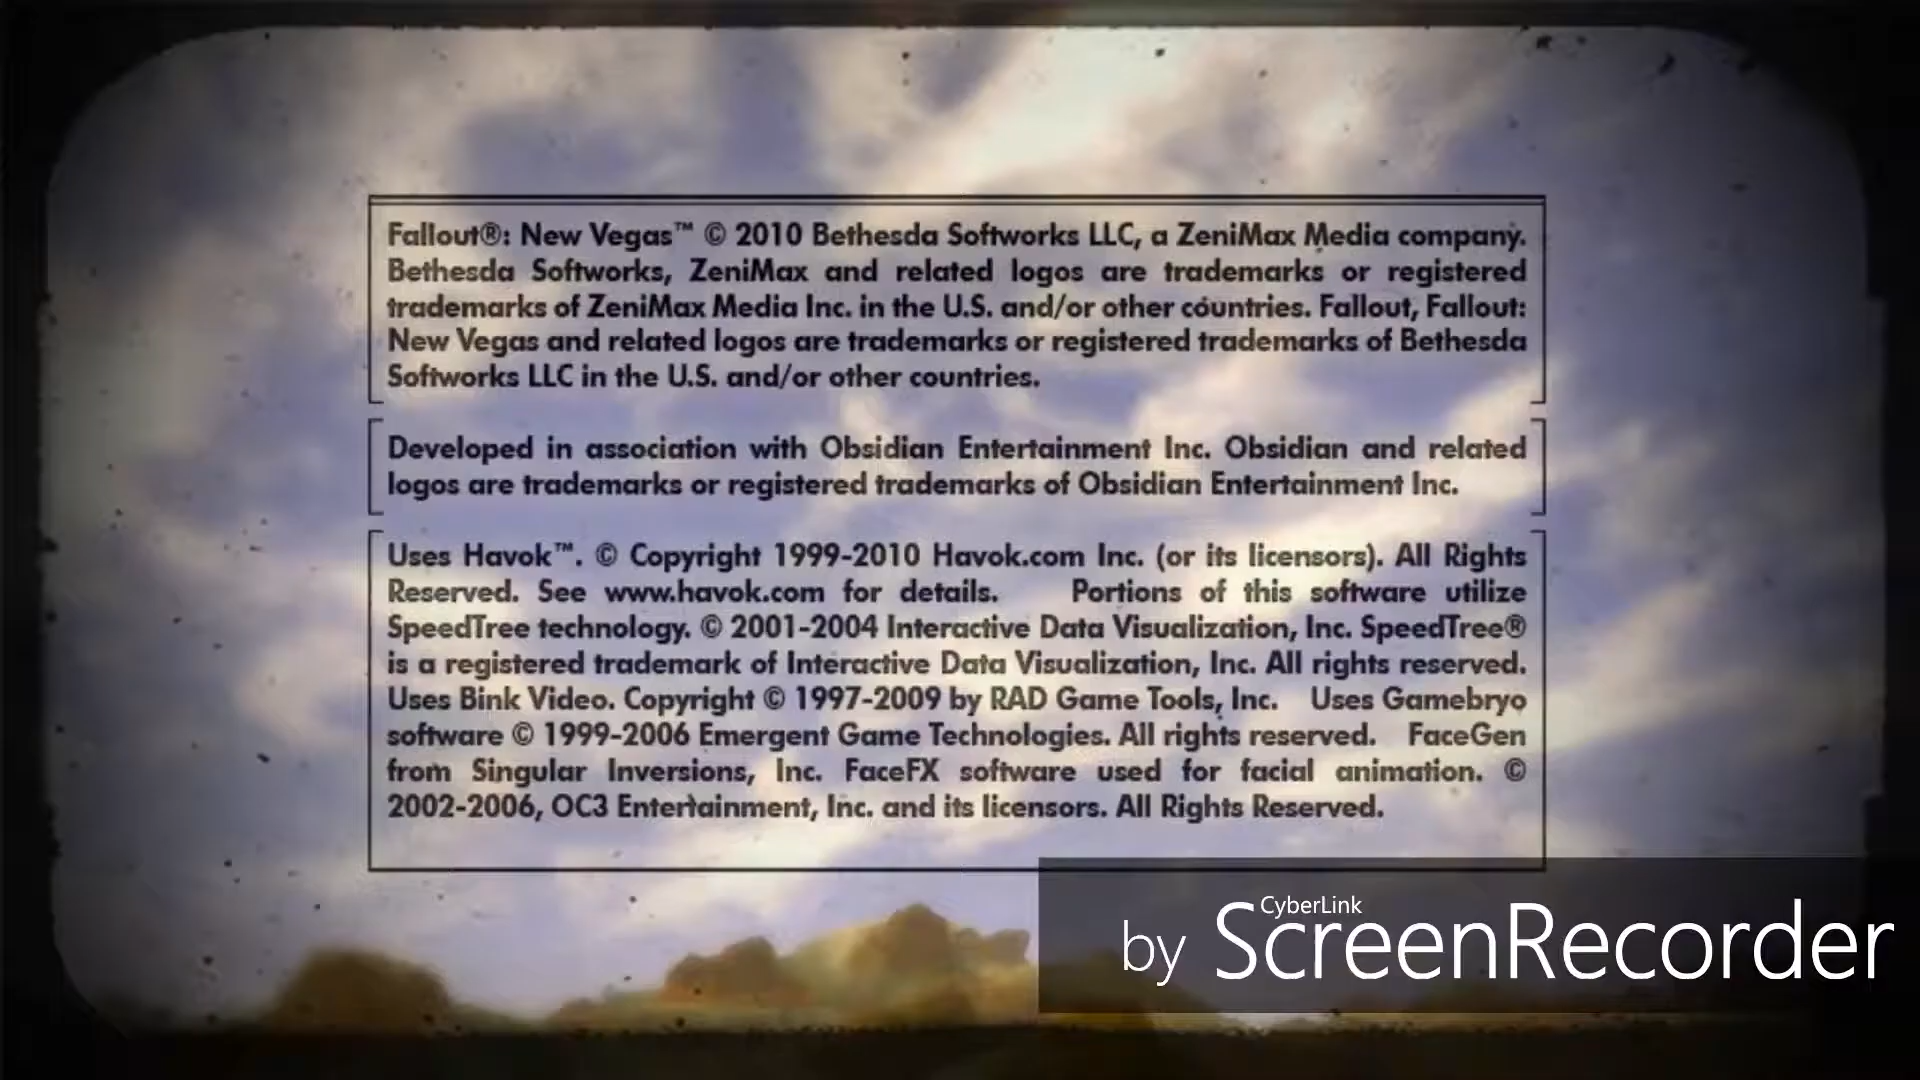 Fallout®: New Vegas™ © 2010 Bethesda Softworks LLC, a ZeniMax Media company.
Bethesda Softworks, ZeniMax and related logos are trademarks or registered
trademarks of ZeniMax Media Inc. in the U.S. and/or other countries. Fallout, Fallout:
New Vegas and related logos are trademarks or registered trademarks of Bethesda
Softworks LLC in the U.S. and/or other countries.
Developed in association with Obsidian Entertainment Inc. Obsidian and related
logos are trademarks or registered trademarks of Obsidian Entertainment Inc.
Uses Havok™. © Copyright 1999-2010 Havok.com Inc. (or its licensors). All Rights
Reserved. See www.havok.com for details. Portions of this software utilize
SpeedTree technology. © 2001-2004 Interactive Data Visualization, Inc. SpeedTree®
is a registered trademark of Interactive Data Visualization, Inc. All rights reserved.
Uses Bink Video. Copyright © 1997-2009 by RAD Game Tools, Inc. Uses Gamebryo
software © 1999-2006 Emergent Game Technologies. All rights reserved. FaceGen
from Singular Inversions, Inc. FaceFX software used for facial animation. ©
2002-2006, OC3 Entertainment, Inc. and its licensors. All Rights Reserved.
CyberLink
by ScreenRecorder